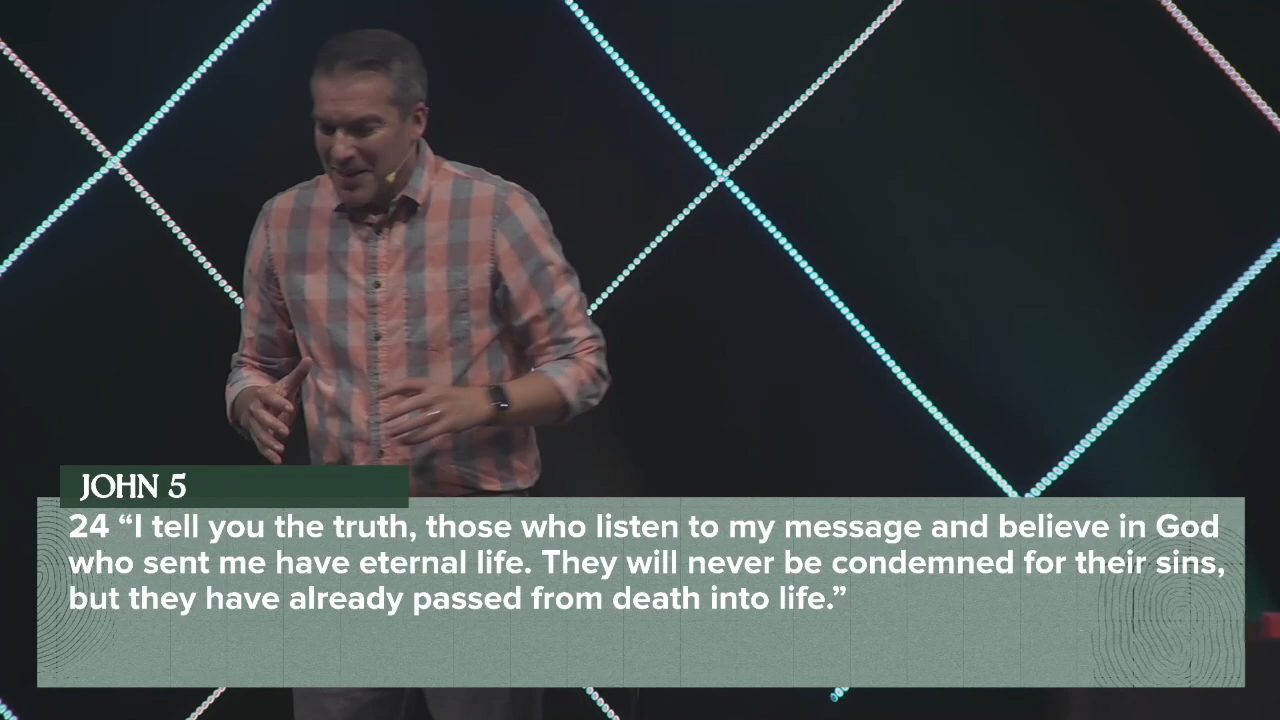 JOHN 5
24 “I tell you the truth, those who listen to my message and believe in God
who sent me have eternal life. They will never be condemned for their sins,
but they have already passed from death into life.”